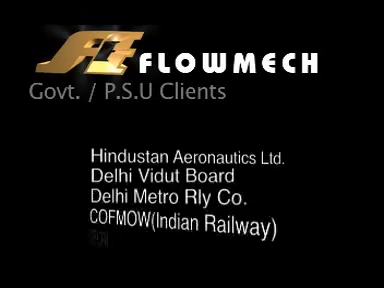 FLOWMECH
Govt. / P.S.U Clients
Hindustan Aeronautics Ltd.
Delhi Vidut Board
Delhi Metro Rly Co.
COFMOW(Indian Railway)